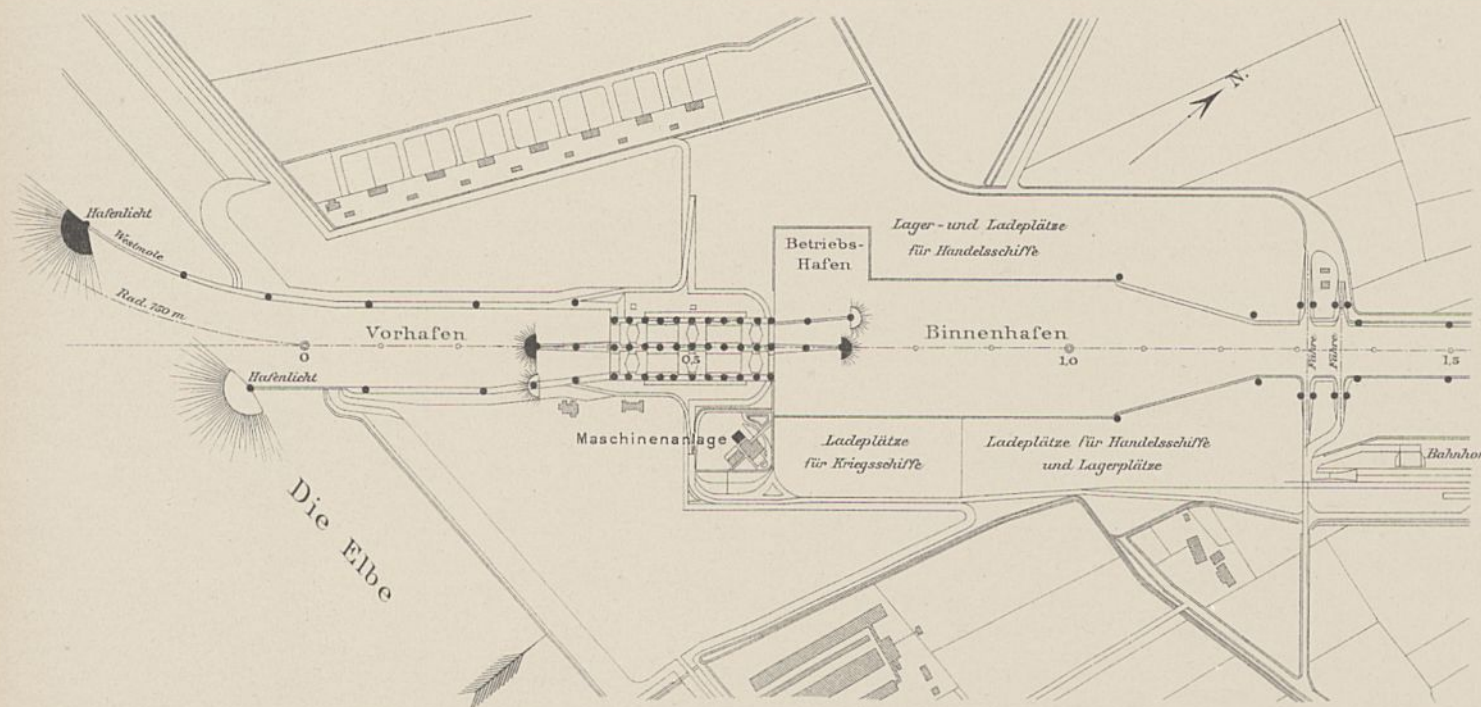 N.
Hafenlicht
Westmole
Rad. 750 m
Vorhafen
0
Hafenlicht
0,5
Betriebs-
Hafen
Lager- und Ladeplätze
für Handelsschiffe
Binnenhafen
1,0
Fähre
Fähre
1,5
Maschinenanlage
Ladeplätze
für Kriegsschiffe
Ladeplätze für Handelsschiffe
und Lagerplätze
Bahnhof
Die Elbe